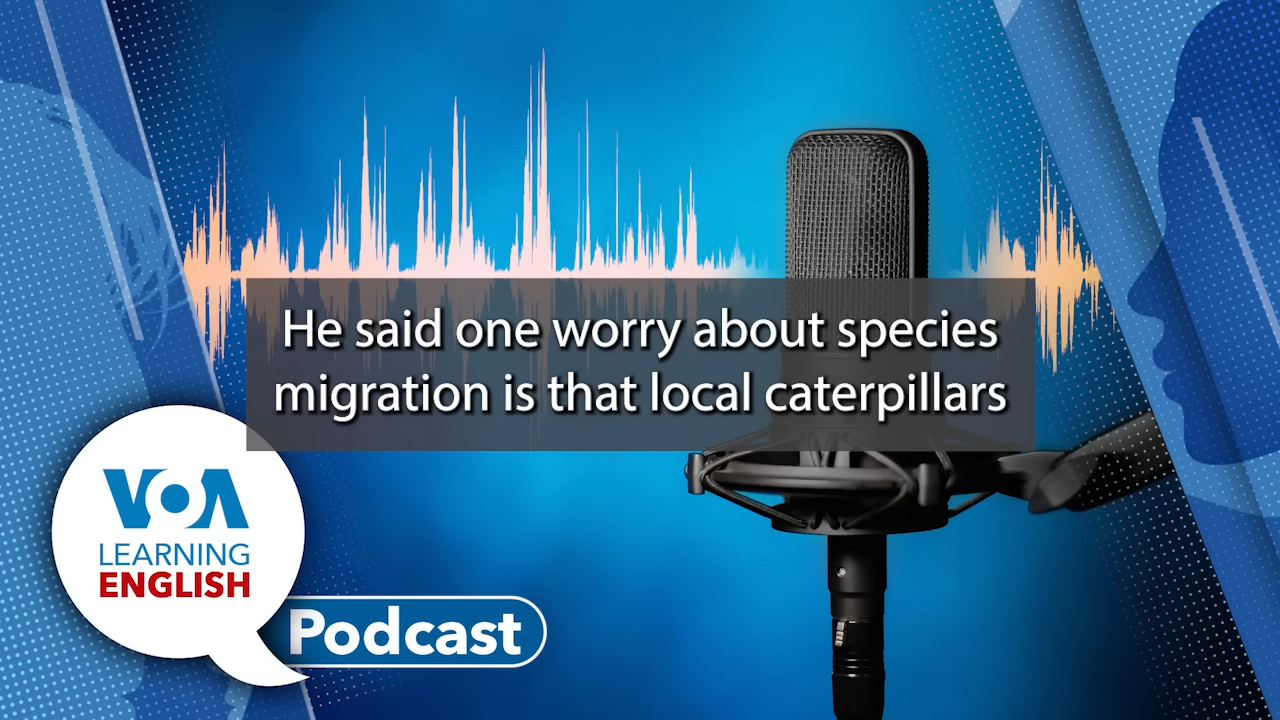 He said one worry about species
migration is that local caterpillars
VOA
LEARNING
ENGLISH
Podcast